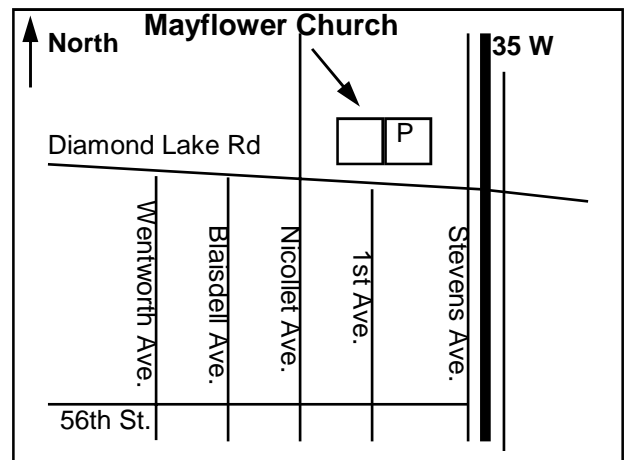 Mayflower Church
North
35 W
P
Diamond Lake Rd
Wentworth Ave.
Blaisdell Ave.
Nicollet Ave.
1st Ave.
Stevens Ave.
56th St.